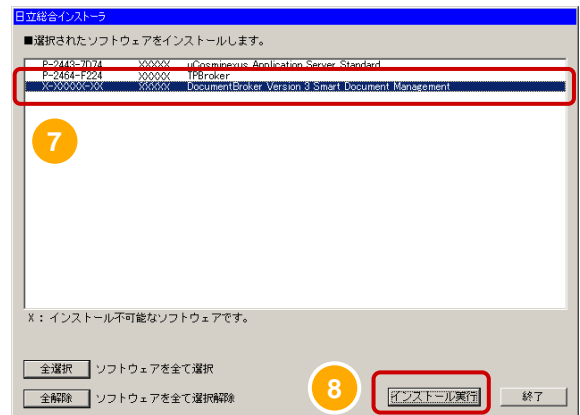 日立総合インストーラ
■選択されたソフトウェアをインストールします。
P-2443-7D74 XXXXX uCosminexus Application Server Standard
P-2464-F224 XXXXX TPBroker
X-XXXXX-XX XXXXX DocumentBroker Version 3 Smart Document Management
7
X：インストール不可能なソフトウェアです。
全選択 ソフトウェアを全て選択
8
全解除 ソフトウェアを全て選択解除 インストール実行 終了